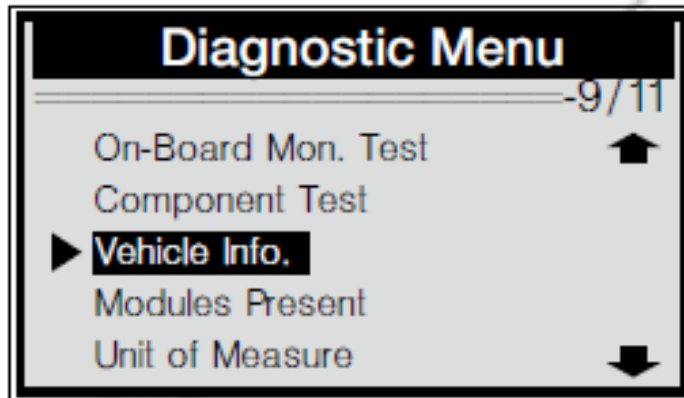 Diagnostic Menu
-9/11
On-Board Mon. Test
Component Test
Vehicle Info.
Modules Present
Unit of Measure